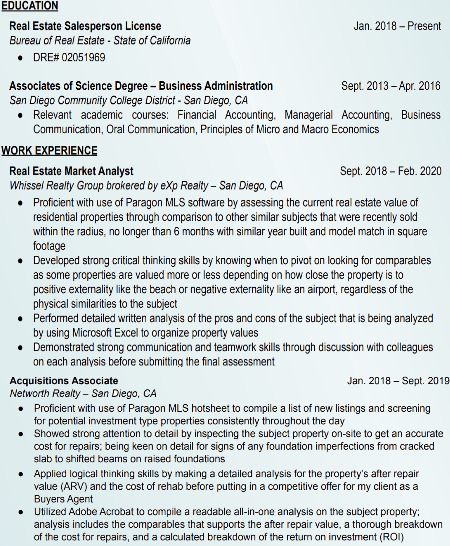 EDUCATION
Real Estate Salesperson License Jan. 2018 – Present
Bureau of Real Estate - State of California
● DRE# 02051969
Associates of Science Degree – Business Administration Sept. 2013 – Apr. 2016
San Diego Community College District - San Diego, CA
● Relevant academic courses: Financial Accounting, Managerial Accounting, Business
Communication, Oral Communication, Principles of Micro and Macro Economics
WORK EXPERIENCE
Real Estate Market Analyst Sept. 2018 – Feb. 2020
Whissel Realty Group brokered by eXp Realty – San Diego, CA
● Proficient with use of Paragon MLS software by assessing the current real estate value of
residential properties through comparison to other similar subjects that were recently sold
within the radius, no longer than 6 months with similar year built and model match in square
footage
● Developed strong critical thinking skills by knowing when to pivot on looking for comparables
as some properties are valued more or less depending on how close the property is to
positive externality like the beach or negative externality like an airport, regardless of the
physical similarities to the subject
● Performed detailed written analysis of the pros and cons of the subject that is being analyzed
by using Microsoft Excel to organize property values
● Demonstrated strong communication and teamwork skills through discussion with colleagues
on each analysis before submitting the final assessment
Acquisitions Associate Jan. 2018 – Sept. 2019
Networth Realty – San Diego, CA
● Proficient with use of Paragon MLS hotsheet to compile a list of new listings and screening
for potential investment type properties consistently throughout the day
● Showed strong attention to detail by inspecting the subject property on-site to get an accurate
cost for repairs; being keen on detail for signs of any foundation imperfections from cracked
slab to shifted beams on raised foundations
● Applied logical thinking skills by making a detailed analysis for the property's after repair
value (ARV) and the cost of rehab before putting in a competitive offer for my client as a
Buyers Agent
● Utilized Adobe Acrobat to compile a readable all-in-one analysis on the subject property;
analysis includes the comparables that supports the after repair value, a thorough breakdown
of the cost for repairs, and a calculated breakdown of the return on investment (ROI)